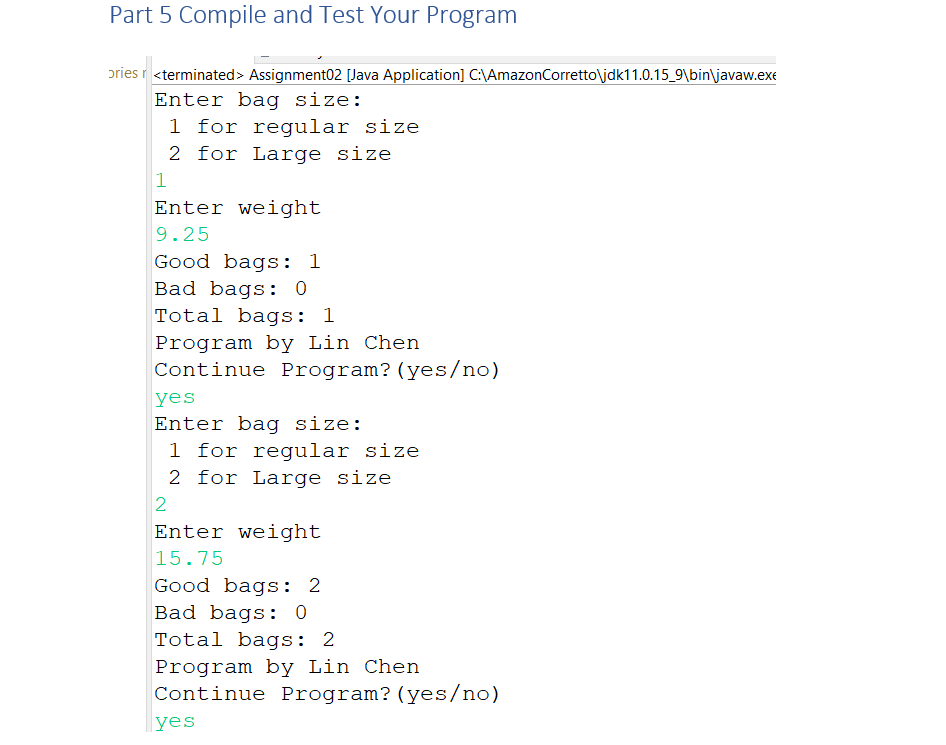 Part 5 Compile and Test Your Program
<terminated> Assignment02 [Java Application] C:\AmazonCorretto\jdk11.0.15_9\bin\javaw.exe
Enter bag size:
1 for regular size
2 for Large size
1
Enter weight
9.25
Good bags: 1
Bad bags: 0
Total bags: 1
Program by Lin Chen
Continue Program?(yes/no)
yes
Enter bag size:
1 for regular size
2 for Large size
2
Enter weight
15.75
Good bags: 2
Bad bags: 0
Total bags: 2
Program by Lin Chen
Continue Program?(yes/no)
yes